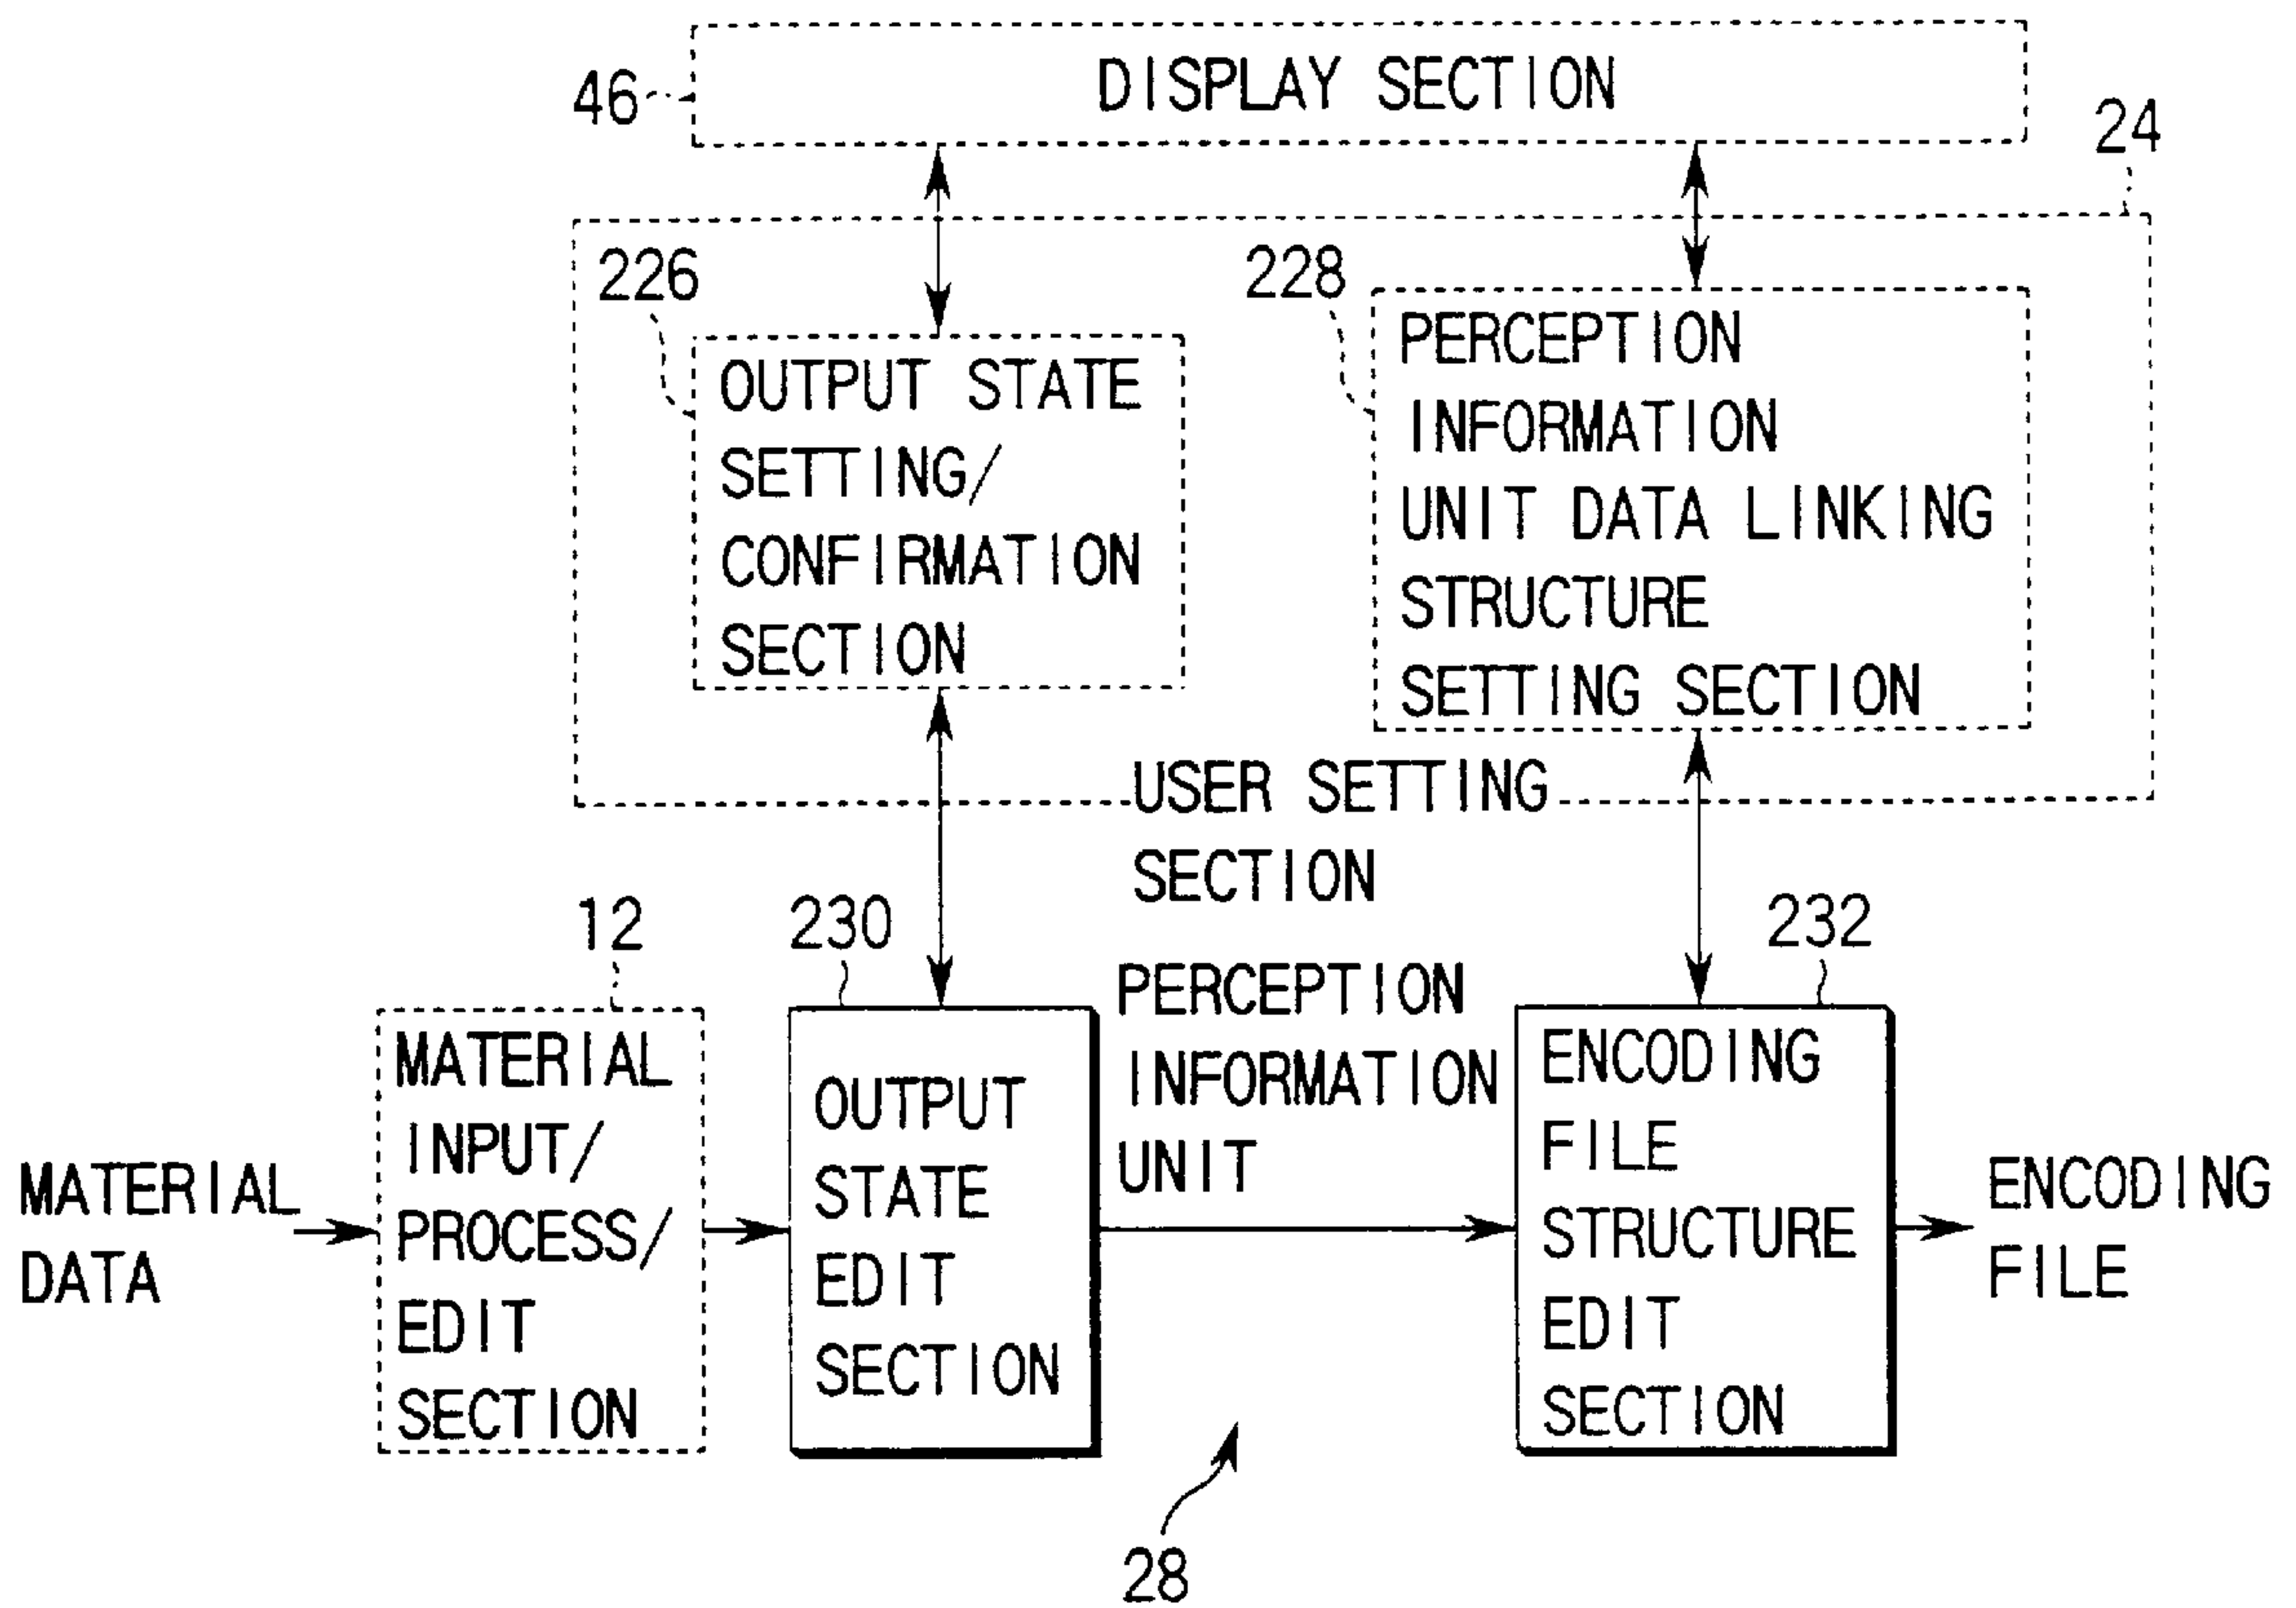 DISPLAY SECTION
46
24
226
228
OUTPUT STATE
SETTING/
CONFIRMATION
SECTION
PERCEPTION
INFORMATION
UNIT DATA LINKING
STRUCTURE
SETTING SECTION
USER SETTING
SECTION
12
230
232
MATERIAL
DATA
MATERIAL
INPUT/
PROCESS/
EDIT
SECTION
OUTPUT
STATE
EDIT
SECTION
PERCEPTION
INFORMATION
UNIT
ENCODING
FILE
STRUCTURE
EDIT
SECTION
ENCODING
FILE
28